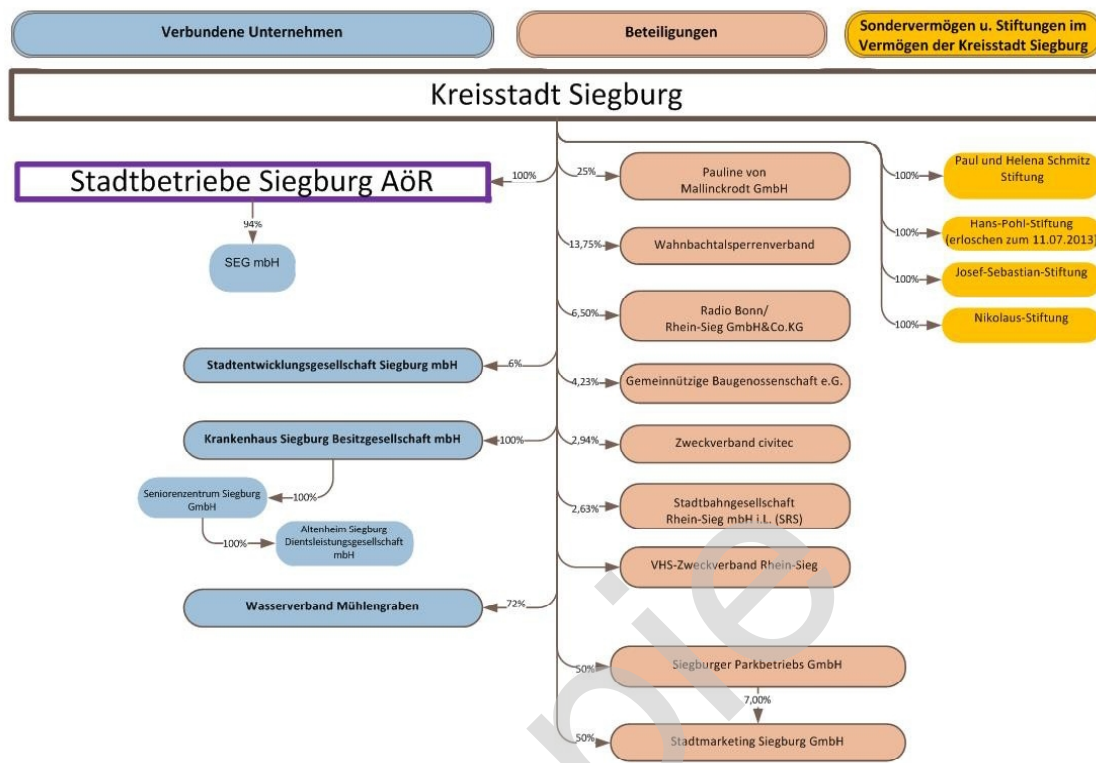 Verbundene Unternehmen
Beteiligungen
Sondervermögen u. Stiftungen im
Vermögen der Kreisstadt Siegburg
Kreisstadt Siegburg
Stadtbetriebe Siegburg AöR
100%
25%
Pauline von
Mallinckrodt GmbH
100%
Paul und Helena Schmitz
Stiftung
94%
SEG mbH
13,75%
Wahnbachtalsperrenverband
100%
Hans-Pohl-Stiftung
(erloschen zum 11.07.2013)
100%
Josef-Sebastian-Stiftung
6,50%
Radio Bonn/
Rhein-Sieg GmbH&Co.KG
100%
Nikolaus-Stiftung
Stadtentwicklungsgesellschaft Siegburg mbH
6%
4,23%
Gemeinnützige Baugenossenschaft e.G.
Krankenhaus Siegburg Besitzgesellschaft mbH
100%
2,94%
Zweckverband civitec
Seniorenzentrum Siegburg
GmbH
100%
2,63%
Stadtbahngesellschaft
Rhein-Sieg mbH i.L. (SRS)
100%
Altenheim Siegburg
Dientsleistungsgesellschaft
mbH
VHS-Zweckverband Rhein-Sieg
Wasserverband Mühlengraben
72%
50%
Siegburger Parkbetriebs GmbH
7,00%
50%
Stadtmarketing Siegburg GmbH
pie